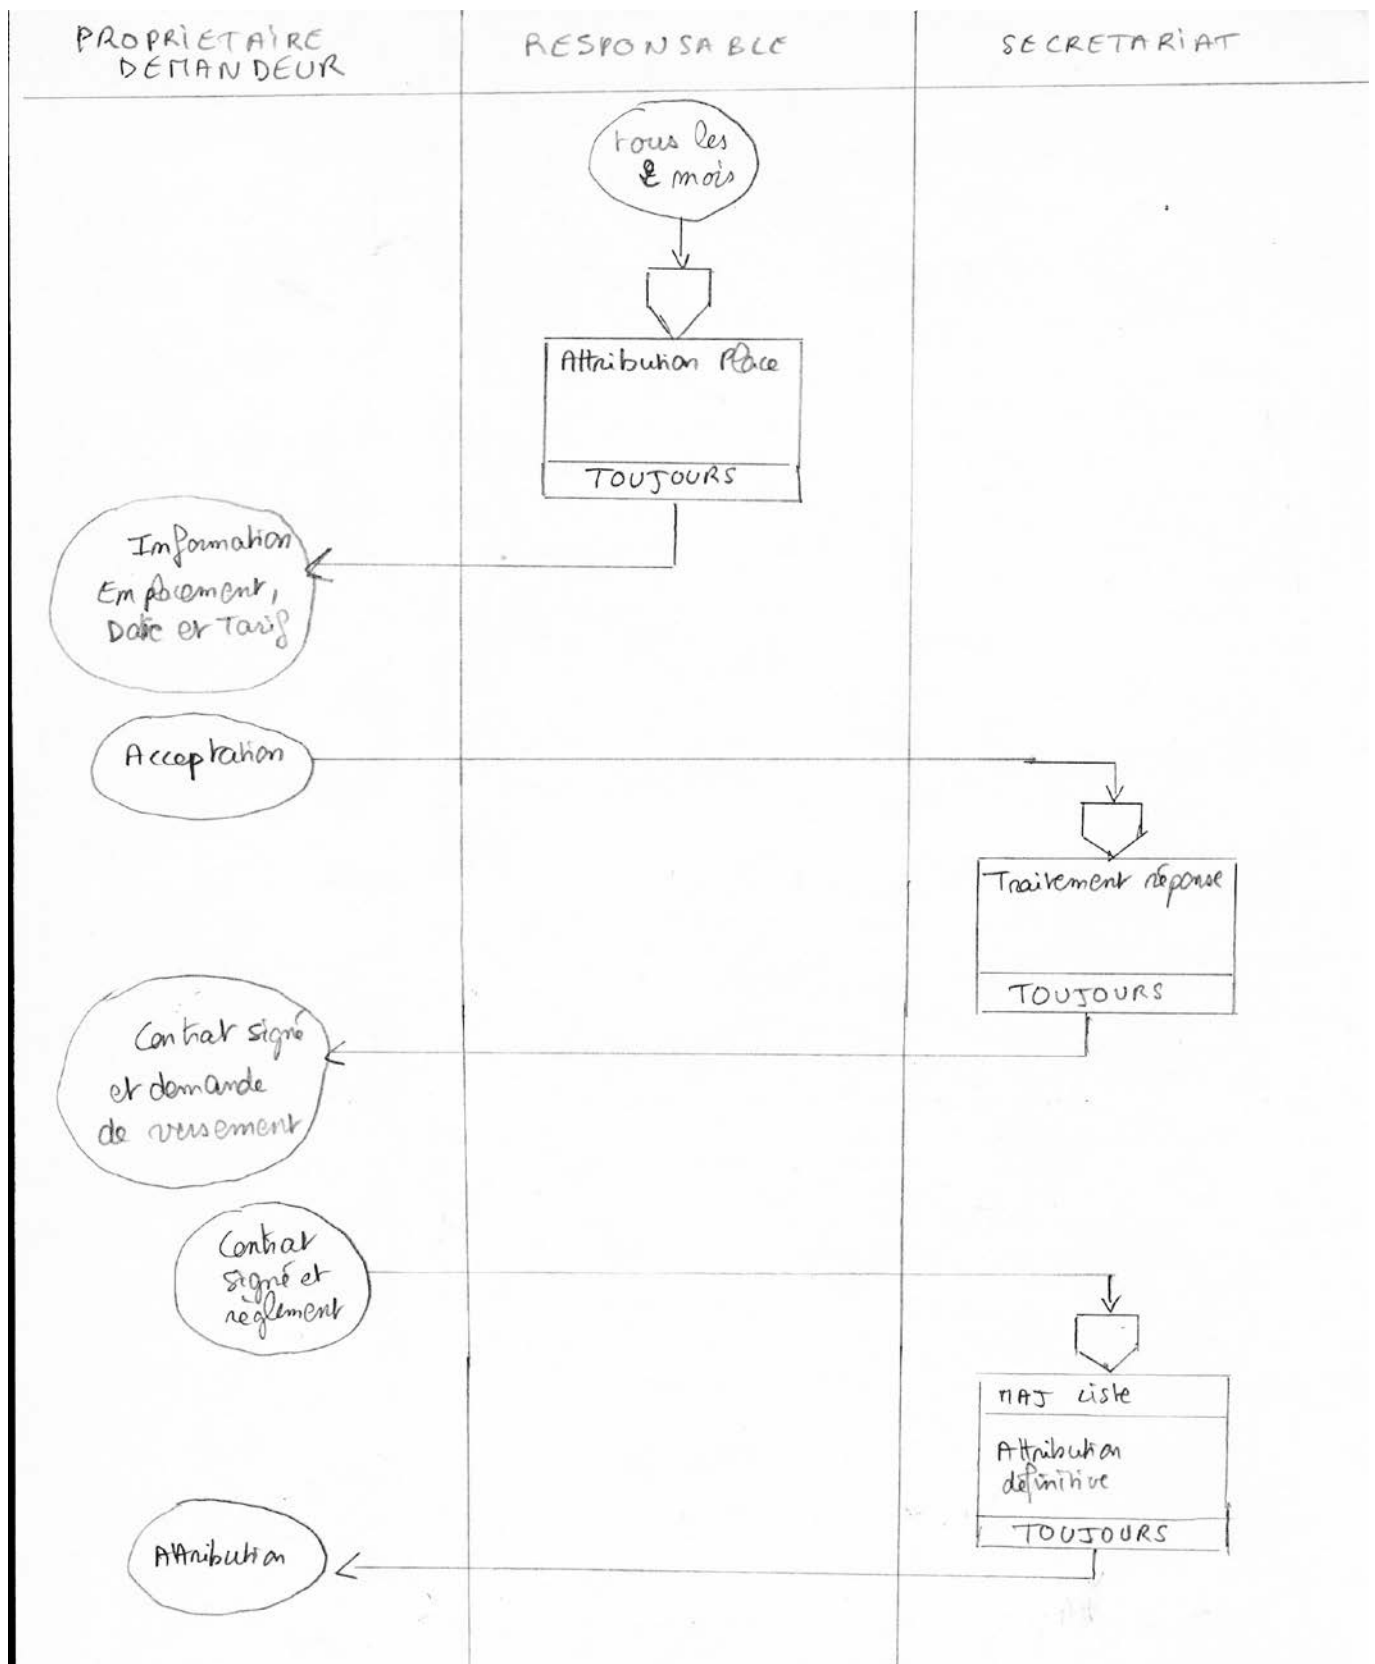 PROPRIETAIRE
DEMANDEUR
RESPONSABLE
SECRETARIAT
tous les
2 mois
Attribution Place
TOUJOURS
Information
Emplacement,
Date et Tarif
Acceptation
Traitement réponse
TOUJOURS
Contrat signé
et demande
de versement
Contrat
signé et
règlement
MAJ Liste
Attribution
définitive
TOUJOURS
Attribution